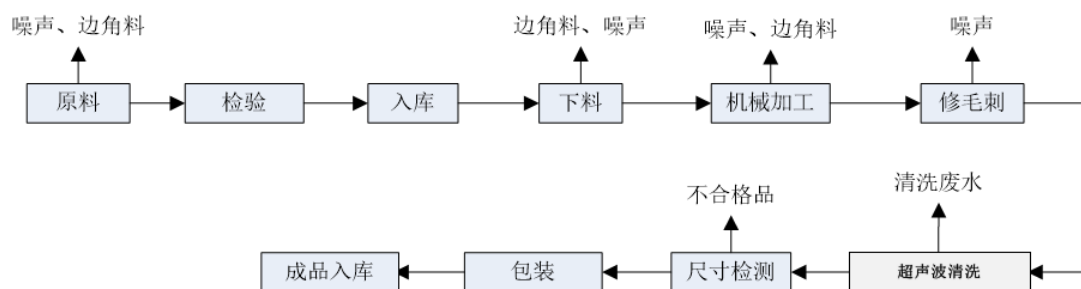 噪声、边角料
边角料、噪声
噪声、边角料
噪声
原料
检验
入库
下料
机械加工
修毛刺
不合格品
清洗废水
成品入库
包装
尺寸检测
超声波清洗